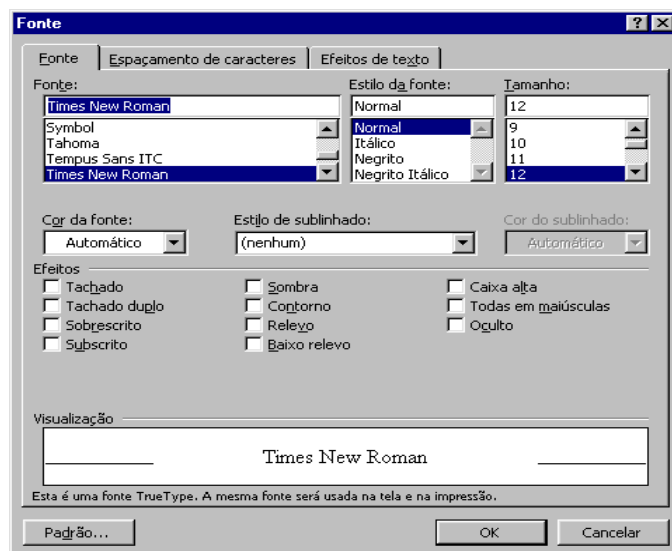 Fonte
Fonte Espaçamento de caracteres Efeitos de texto
Fonte: Estilo da fonte: Tamanho:
Times New Roman Normal 12
Symbol Normal 9
Tahoma Itálico 10
Tempus Sans ITC Negrito 11
Times New Roman Negrito Itálico 12
Cor da fonte: Estilo de sublinhado: Cor do sublinhado:
Automático (nenhum) Automático
Efeitos
Tachado Sombra Caixa alta
Tachado duplo Contorno Todas em maiúsculas
Sobrescrito Relevo Oculto
Subscrito Baixo relevo
Visualização
Times New Roman
Esta é uma fonte TrueType. A mesma fonte será usada na tela e na impressão.
Padrão... OK Cancelar